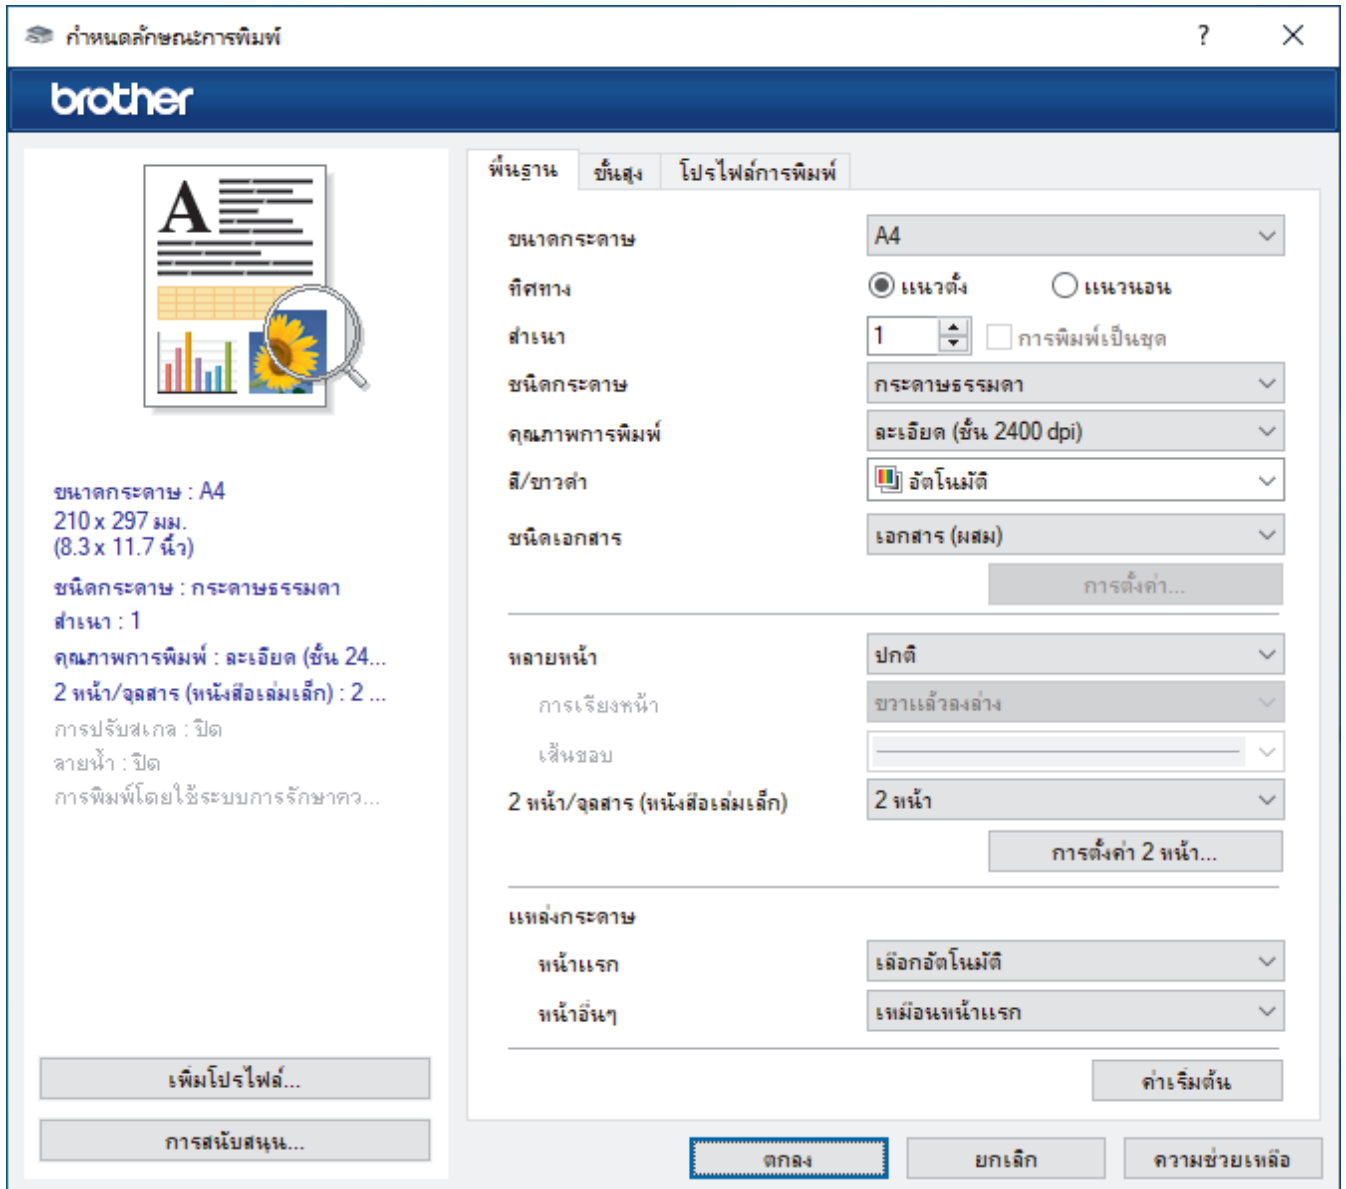 กำหนดลักษณะการพิมพ์
?
brother
A
ขนาดกระดาษ : A4
210 x 297 มม.
(8.3 x 11.7 นิ้ว)
ชนิดกระดาษ : กระดาษธรรมดา
สำเนา : 1
คุณภาพการพิมพ์ : ละเอียด (ชั้น 24...
2 หน้า/จุลสาร (หนังสือเล่มเล็ก) : 2 ...
การปรับสเกล : ปิด
ลายน้ำ : ปิด
การพิมพ์โดยใช้ระบบการรักษาคว...
เพิ่มโปรไฟล์...
การสนับสนุน...
พื้นฐาน ขั้นสูง โปรไฟล์การพิมพ์
ขนาดกระดาษ A4
ทิศทาง แนวตั้ง แนวนอน
สำเนา 1 การพิมพ์เป็นชุด
ชนิดกระดาษ กระดาษธรรมดา
คุณภาพการพิมพ์ ละเอียด (ชั้น 2400 dpi)
สี/ขาวดำ อัตโนมัติ
ชนิดเอกสาร เอกสาร (ผสม)
การตั้งค่า...
หลายหน้า ปกติ
การเรียงหน้า ขวาแล้วลงล่าง
เส้นขอบ
2 หน้า/จุลสาร (หนังสือเล่มเล็ก) 2 หน้า
การตั้งค่า 2 หน้า...
แหล่งกระดาษ
หน้าแรก เลือกอัตโนมัติ
หน้าอื่นๆ เหมือนหน้าแรก
ค่าเริ่มต้น
ตกลง ยกเลิก ความช่วยเหลือ